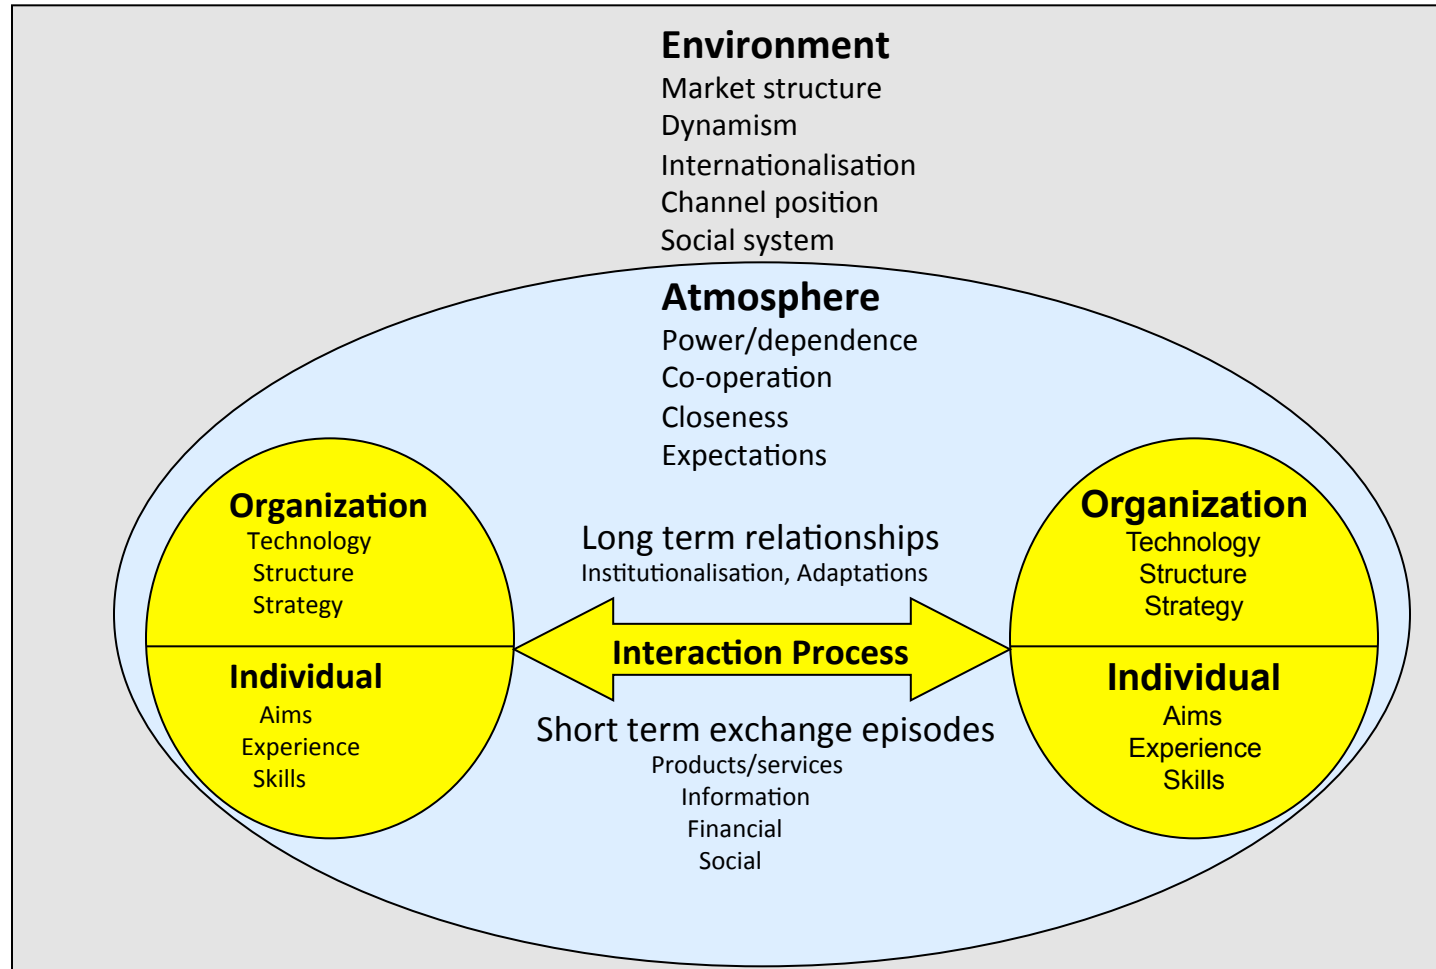 Environment
Market structure
Dynamism
Internationalisation
Channel position
Social system
Atmosphere
Power/dependence
Co-operation
Closeness
Expectations
Organization
Technology
Structure
Strategy
Individual
Aims
Experience
Skills
Long term relationships
Institutionalisation, Adaptations
Interaction Process
Short term exchange episodes
Products/services
Information
Financial
Social
Organization
Technology
Structure
Strategy
Individual
Aims
Experience
Skills